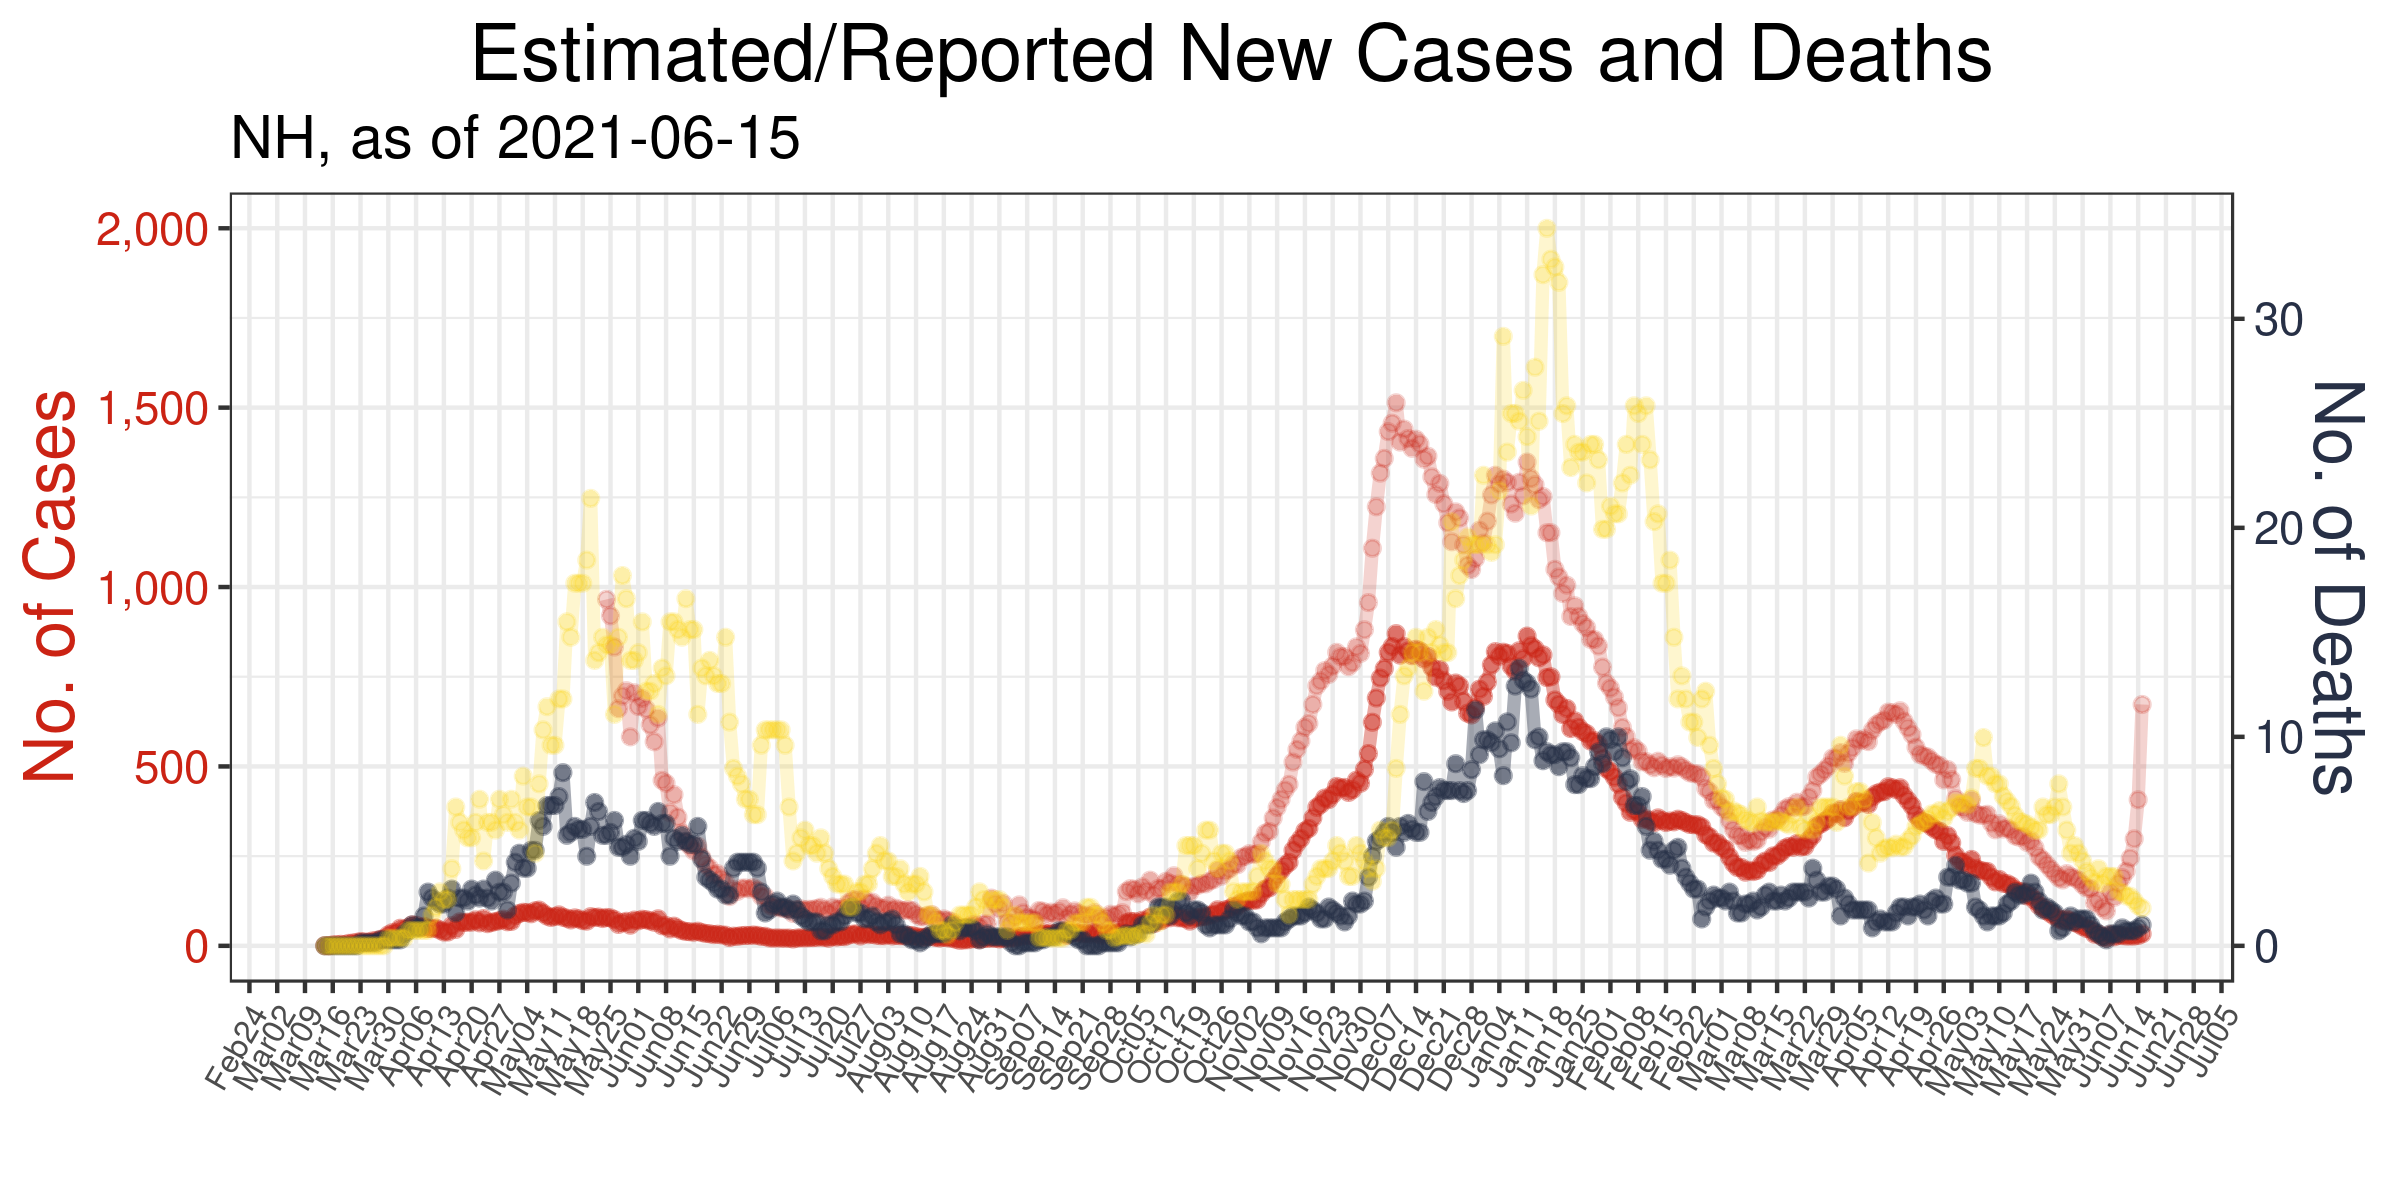 Estimated/Reported New Cases and Deaths
NH, as of 2021-06-15
No. of Cases
2,000
1,500
1,000
500
0
30
20
10
0
No. of Deaths
Feb24
Mar02
Mar09
Mar16
Mar23
Mar30
Apr06
Apr13
Apr20
Apr27
May04
May11
May18
May25
Jun01
Jun08
Jun15
Jun22
Jun29
Jul06
Jul13
Jul20
Jul27
Aug03
Aug10
Aug17
Aug24
Aug31
Sep07
Sep14
Sep21
Sep28
Oct05
Oct12
Oct19
Oct26
Nov02
Nov09
Nov16
Nov23
Nov30
Dec07
Dec14
Dec21
Dec28
Jan04
Jan11
Jan18
Jan25
Feb01
Feb08
Feb15
Feb22
Mar01
Mar08
Mar15
Mar22
Mar29
Apr05
Apr12
Apr19
Apr26
May03
May10
May17
May24
May31
Jun07
Jun14
Jun21
Jun28
Jul05